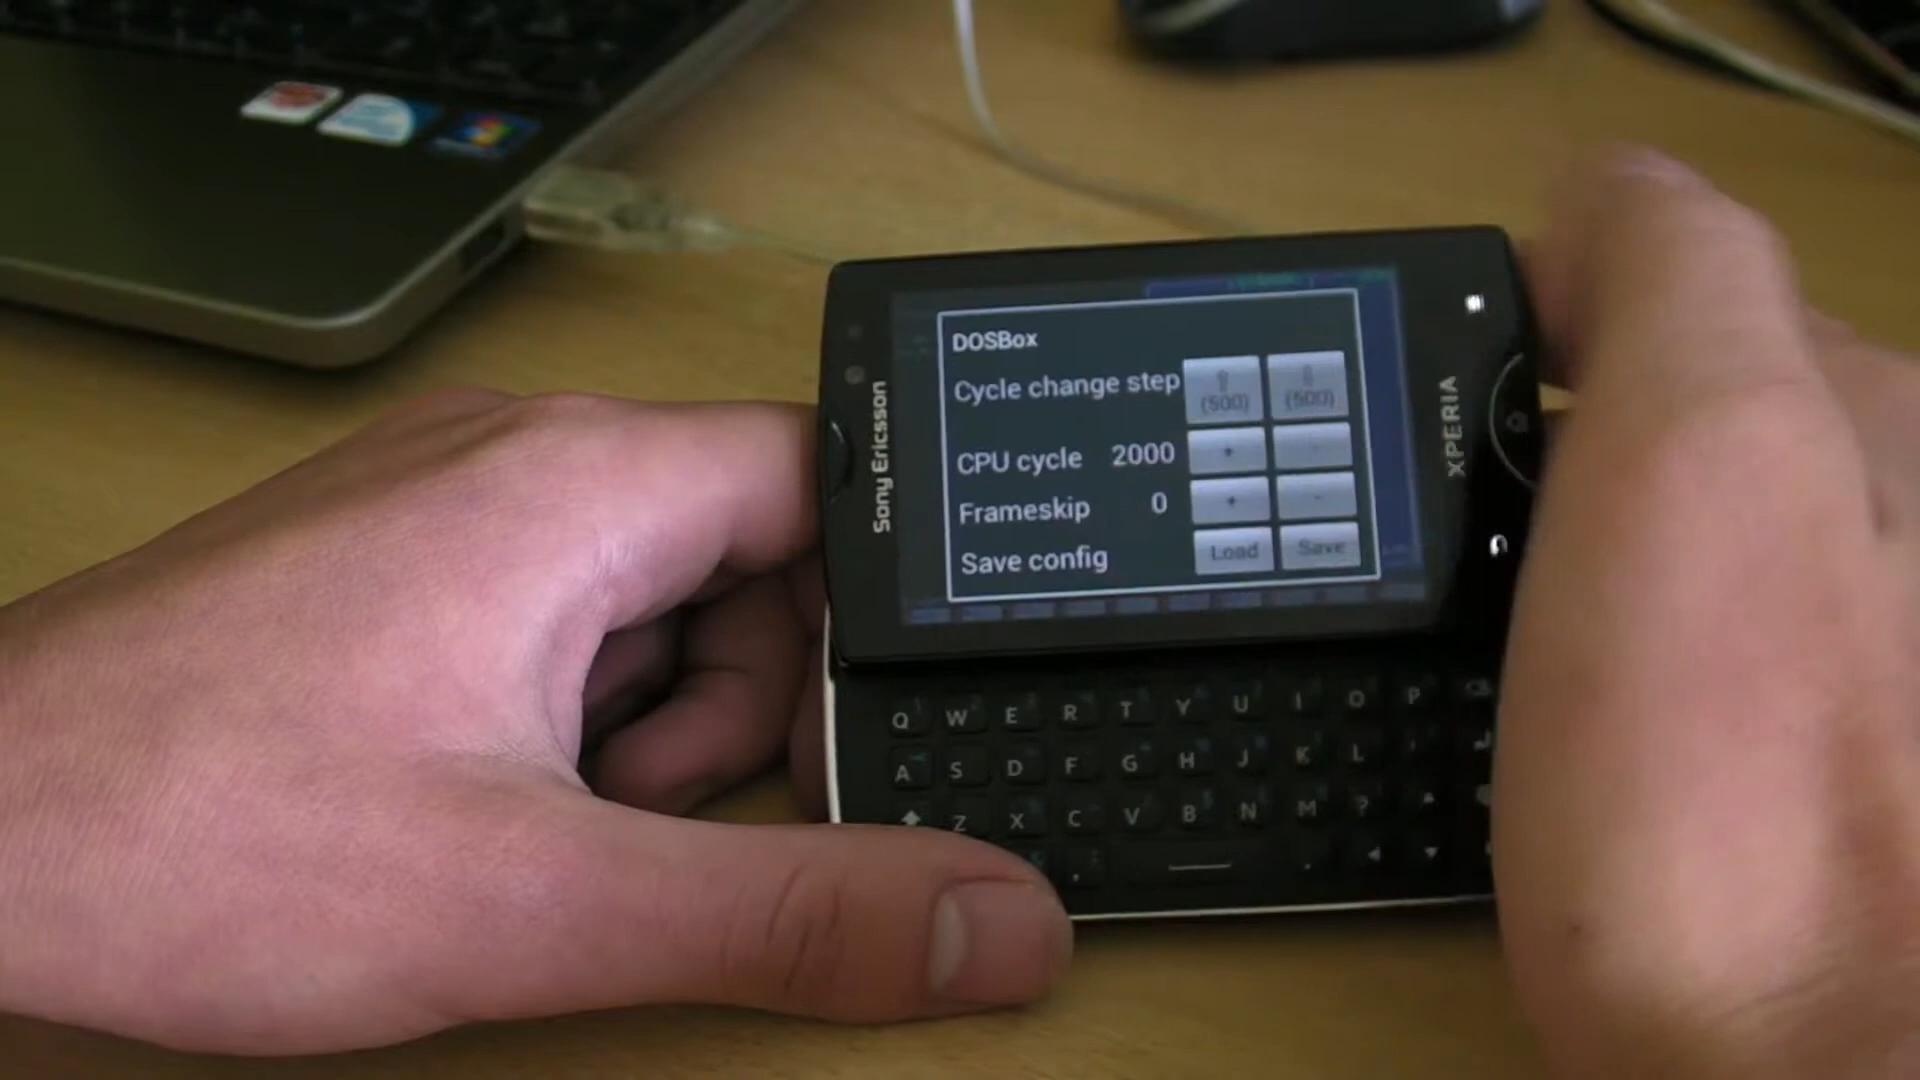 Sony Ericsson
DOSBox
Cycle change step (500) (500)
CPU cycle 2000 + -
Frameskip 0 + -
Save config Load Save
XPERIA
Q W E R T Y U I O P
A S D F G H J K L
Z X C V B N M ?